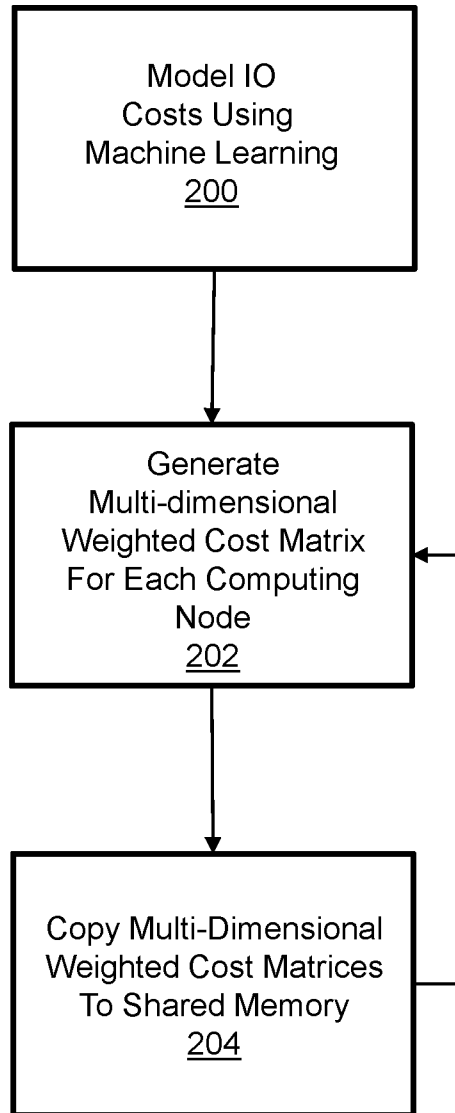 Model IO
Costs Using
Machine Learning
200
Generate
Multi-dimensional
Weighted Cost Matrix
For Each Computing
Node
202
Copy Multi-Dimensional
Weighted Cost Matrices
To Shared Memory
204